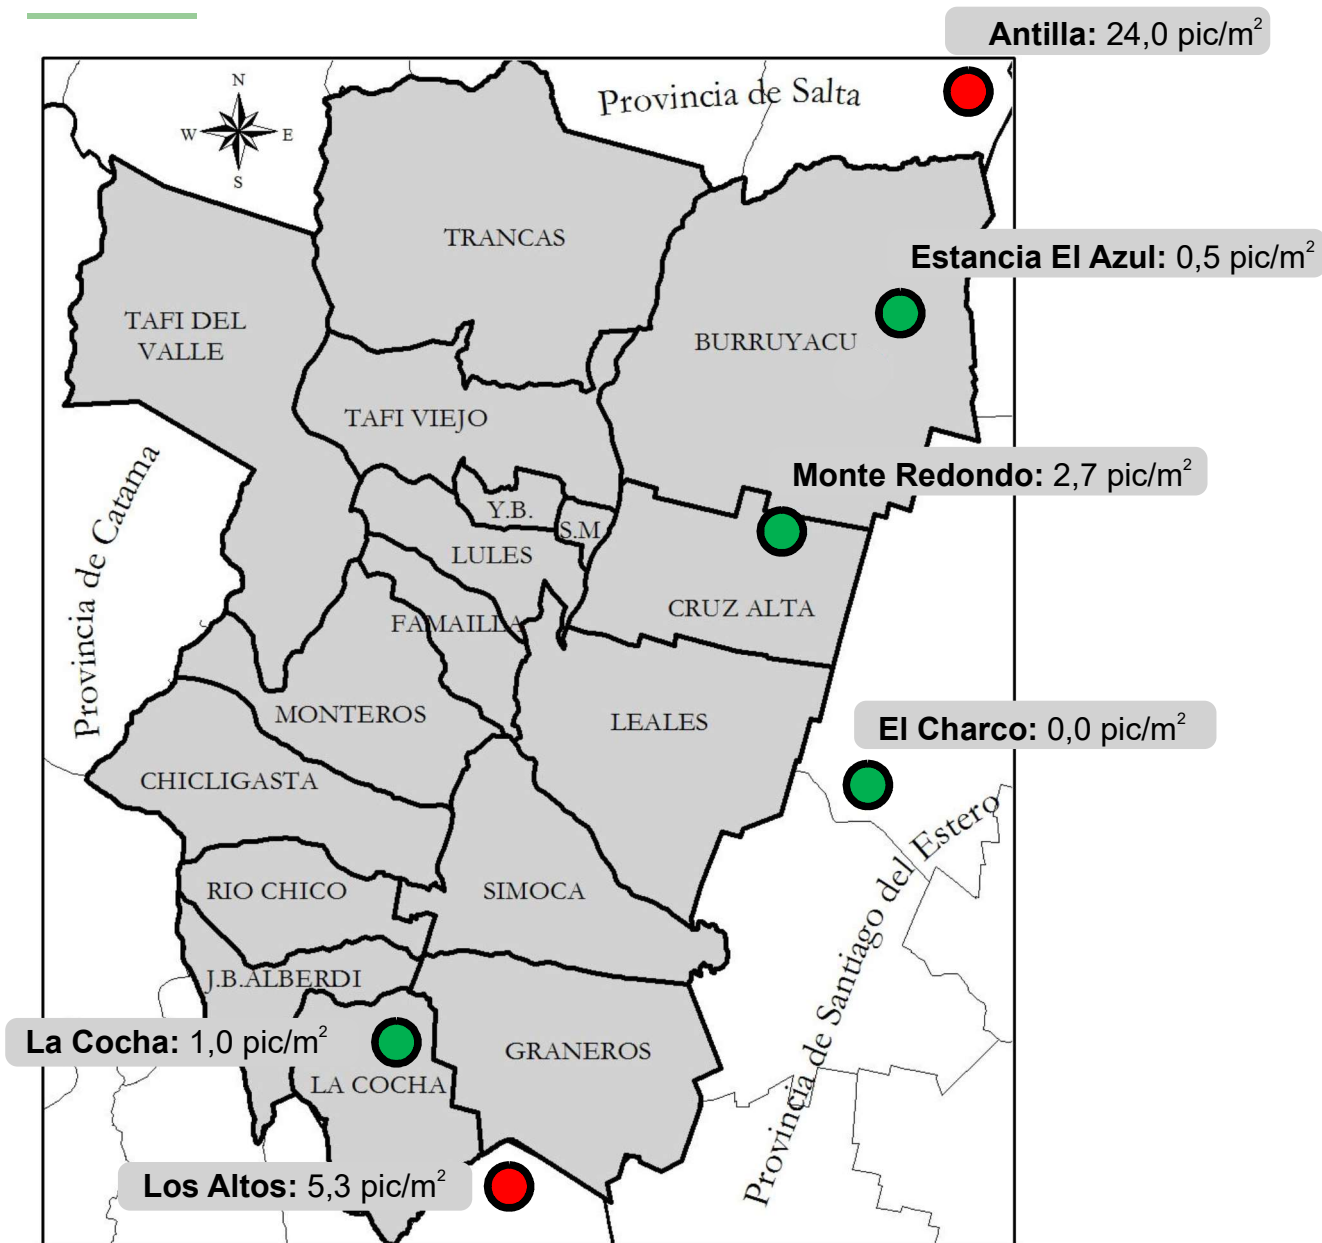 Antilla: 24,0 pic/m²
Provincia de Salta
N
W E
S
TRANCAS
Estancia El Azul: 0,5 pic/m²
TAFI DEL
VALLE
BURRUYACU
TAFI VIEJO
Monte Redondo: 2,7 pic/m²
Provincia de Catama
Y.B.
S.M.
LULES
CRUZ ALTA
FAMAILLA
MONTEROS
LEALES
El Charco: 0,0 pic/m²
CHICLIGASTA
Provincia de Santiago del Estero
RIO CHICO
SIMOCA
J.B.ALBERDI
La Cocha: 1,0 pic/m²
GRANEROS
LA COCHA
Los Altos: 5,3 pic/m²